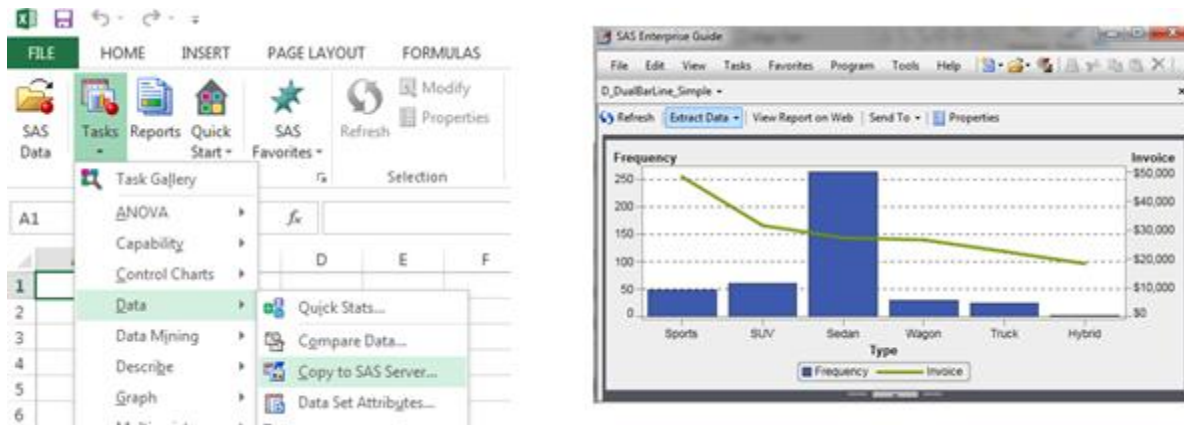 FILE HOME INSERT PAGE LAYOUT FORMULAS
SAS Data
Tasks
Reports
Quick Start
SAS Favorites
Refresh
Modify
Properties
Selection
Task Gallery
A1
fx
ANOVA
Capability
Control Charts
Data
Data Mining
Describe
Graph
D E F
1
2
3
4
5
6
Quick Stats...
Compare Data...
Copy to SAS Server...
Data Set Attributes...
SAS Enterprise Guide
File Edit View Tasks Favorites Program Tools Help
D_DualBarLine_Simple
Refresh Extract Data View Report on Web Send To Properties
Frequency Invoice
250 $50,000
200 $40,000
150 $30,000
100 $20,000
50 $10,000
0 $0
Sports SUV Sedan Wagon Truck Hybrid
Type
Frequency Invoice